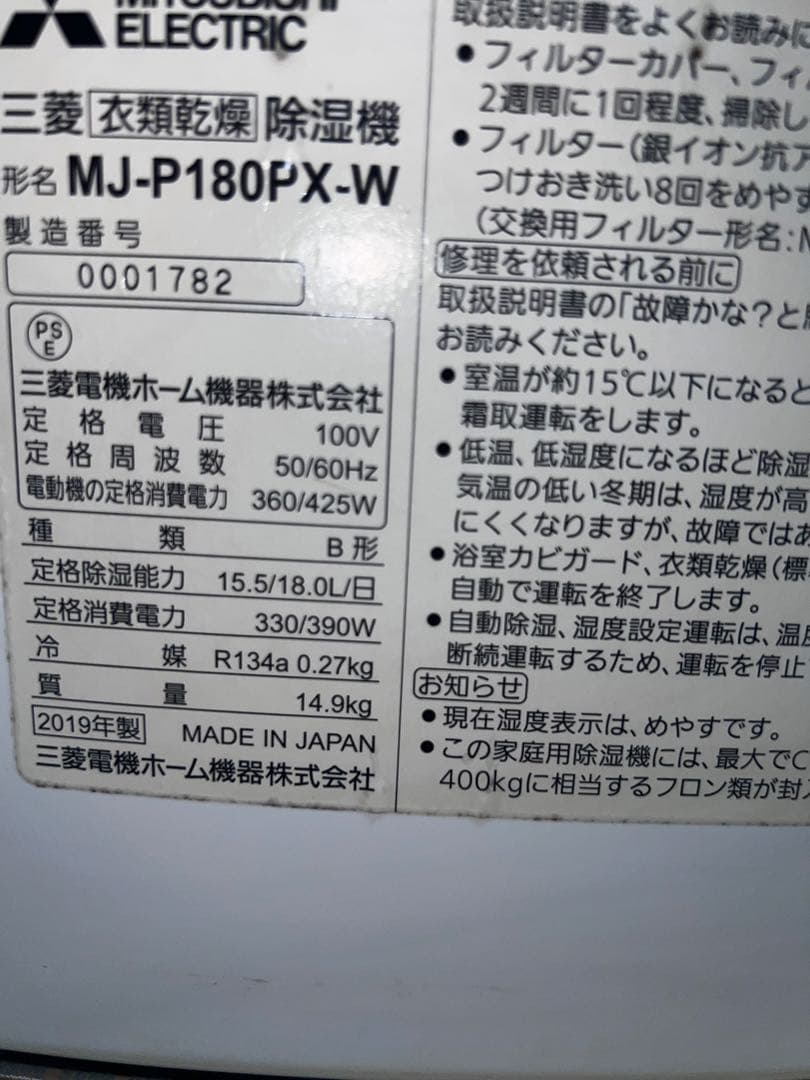 MITSUBISHI
ELECTRIC
三菱 衣類乾燥 除湿機
形名 MJ-P180PX-W
製造番号
0001782
PS
E
三菱電機ホーム機器株式会社
定格電圧 100V
定格周波数 50/60Hz
電動機の定格消費電力 360/425W
種類 B形
定格除湿能力 15.5/18.0L/日
定格消費電力 330/390W
冷媒 R134a 0.27kg
質量 14.9kg
2019年製 MADE IN JAPAN
三菱電機ホーム機器株式会社
取扱説明書をよくお読みに
●フィルターカバー、フィ
2週間に1回程度、掃除し
●フィルター(銀イオン抗ア
つけおき洗い8回をめやす
(交換用フィルター形名:M
修理を依頼される前に
取扱説明書の「故障かな?と
お読みください。
●室温が約15℃以下になると
霜取運転をします。
●低温、低湿度になるほど除湿
気温の低い冬期は、湿度が高
にくくなりますが、故障ではあ
●浴室カビガード、衣類乾燥(標
自動で運転を終了します。
●自動除湿、湿度設定運転は、温度
断続運転するため、運転を停止
お知らせ
●現在湿度表示は、めやすです。
●この家庭用除湿機には、最大でC
400kgに相当するフロン類が封入